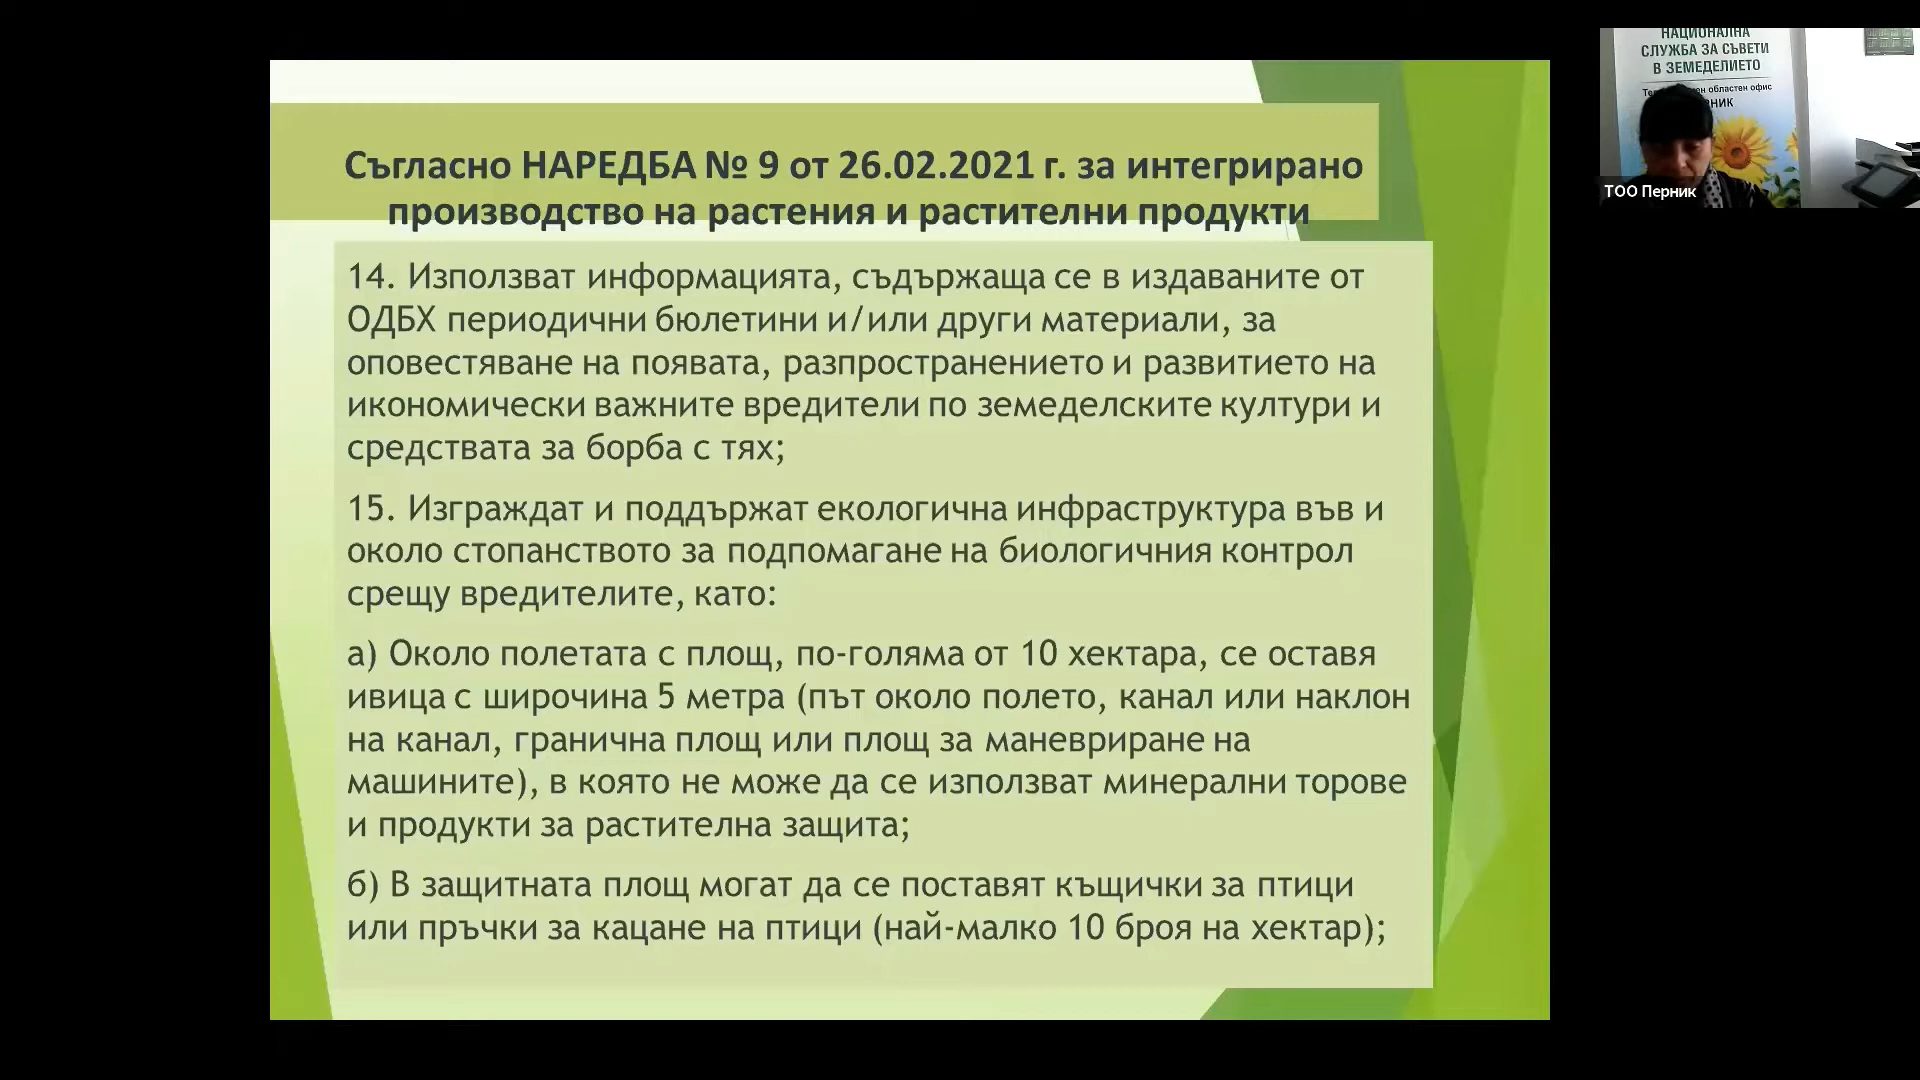 Съгласно НАРЕДБА № 9 от 26.02.2021 г. за интегрирано
производство на растения и растителни продукти
14. Използват информацията, съдържаща се в издаваните от
ОДБХ периодични бюлетини и/или други материали, за
оповестяване на появата, разпространението и развитието на
икономически важните вредители по земеделските култури и
средствата за борба с тях;
15. Изграждат и поддържат екологична инфраструктура във и
около стопанството за подпомагане на биологичния контрол
срещу вредителите, като:
а) Около полетата с площ, по-голяма от 10 хектара, се оставя
ивица с широчина 5 метра (път около полето, канал или наклон
на канал, гранична площ или площ за маневриране на
машините), в която не може да се използват минерални торове
и продукти за растителна защита;
б) В защитната площ могат да се поставят къщички за птици
или пръчки за кацане на птици (най-малко 10 броя на хектар);
НАЦИОНАЛНА
СЛУЖБА ЗА СЪВЕТИ
В ЗЕМЕДЕЛИЕТО
областен офис
ТОО Перник